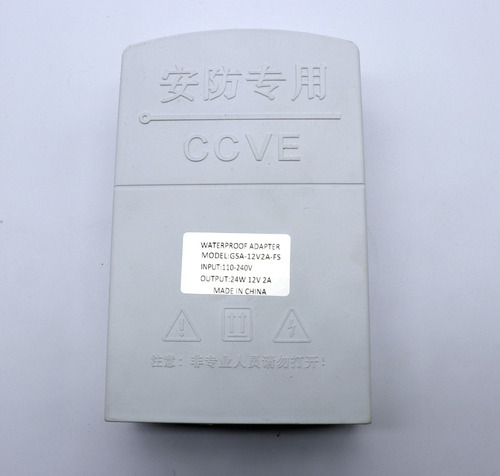 安防专用
CCVE
WATERPROOF ADAPTER
MODEL:GSA-12V2A-FS
INPUT:110-240V
OUTPUT:24W 12V 2A
MADE IN CHINA
注意：非专业人员请勿打开！